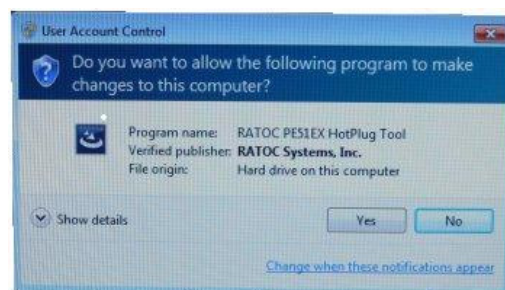 User Account Control
Do you want to allow the following program to make
changes to this computer?
Program name: RATOC PE51EX HotPlug Tool
Verified publisher: RATOC Systems, Inc.
File origin: Hard drive on this computer
Show details
Yes No
Change when these notifications appear